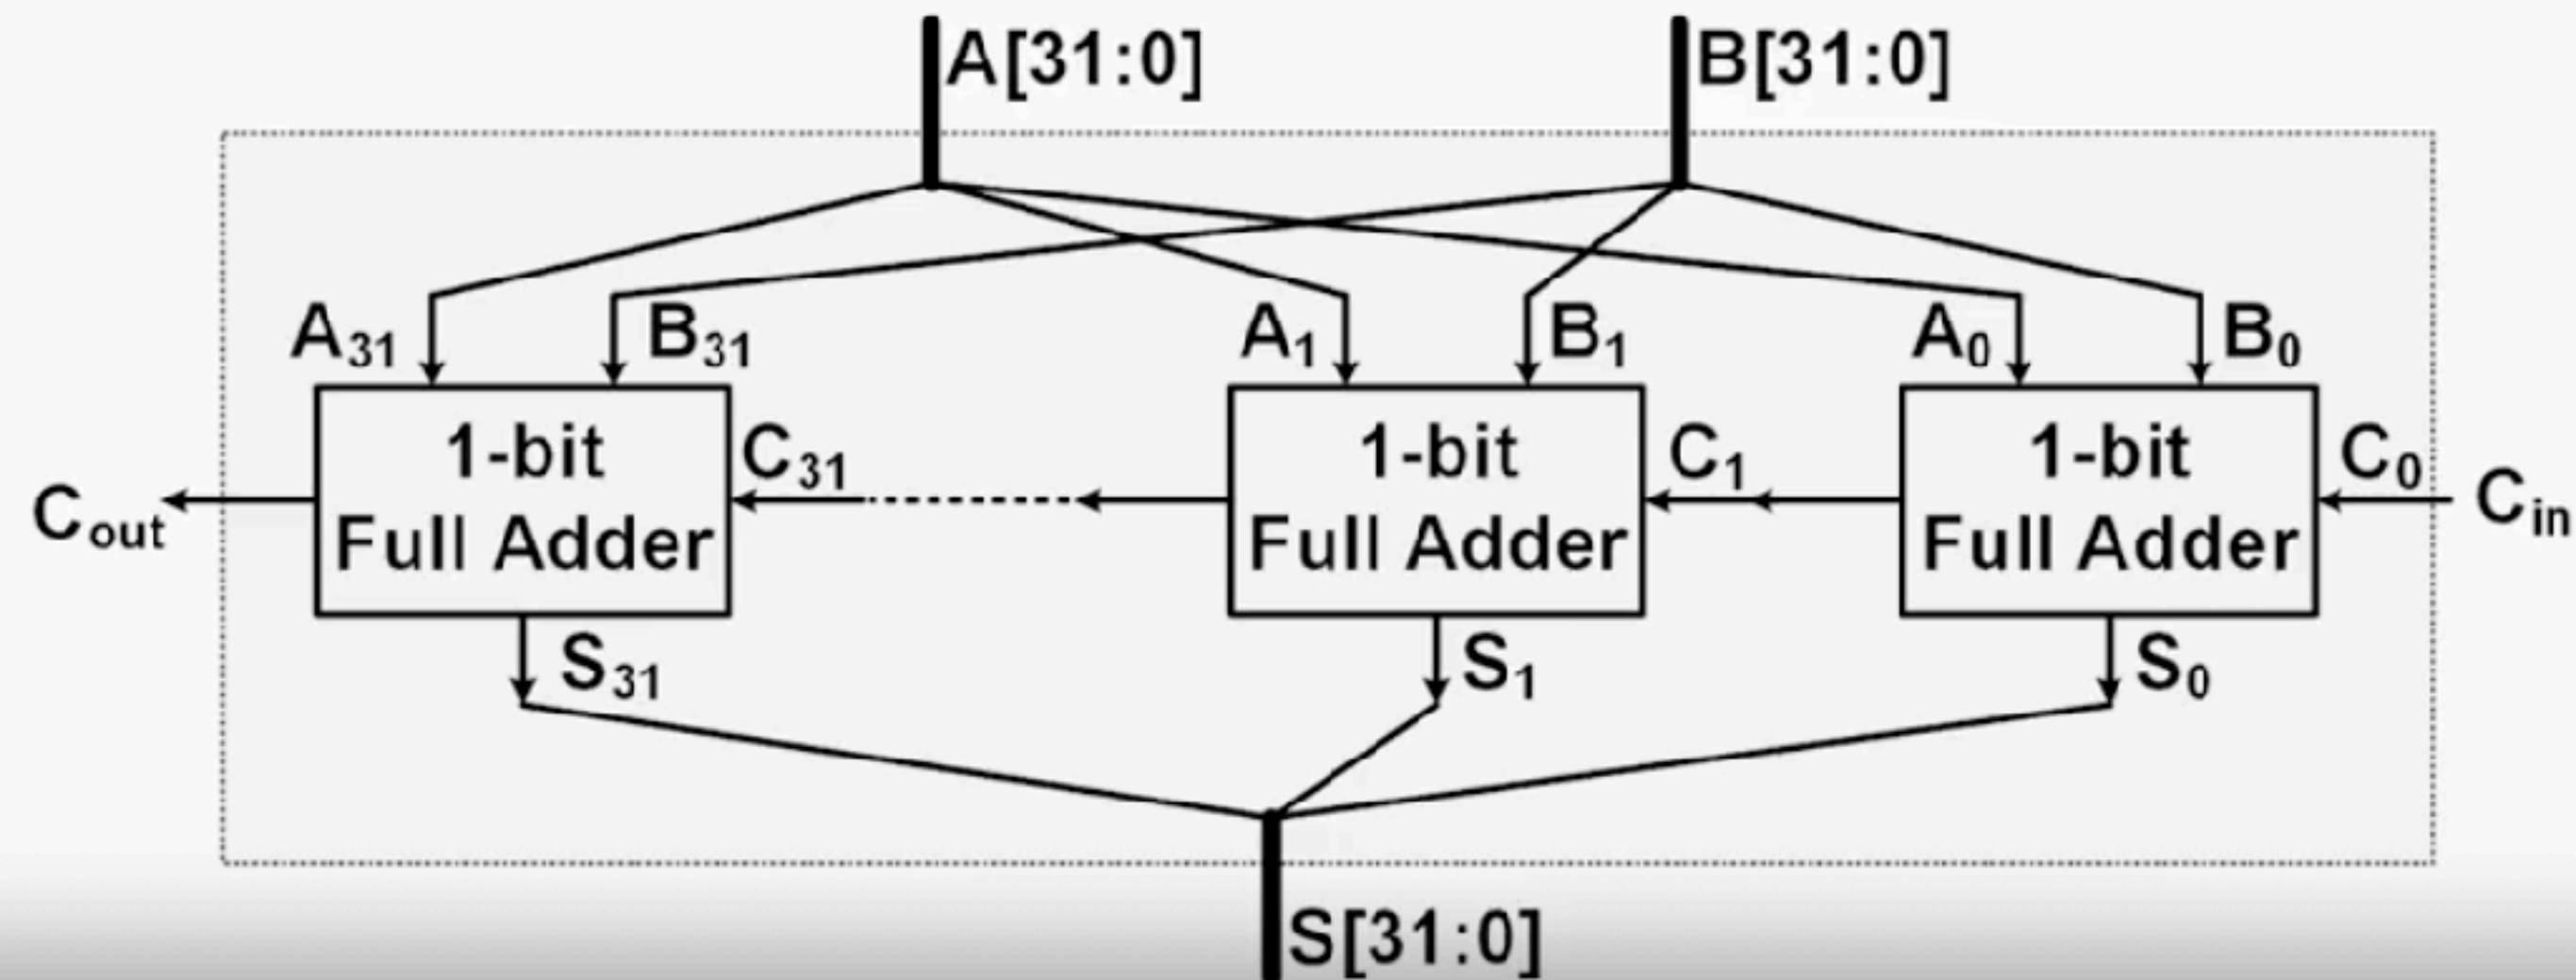 A[31:0]
B[31:0]
A31
B31
A1
B1
A0
B0
1-bit
Full Adder
C31
1-bit
Full Adder
C1
1-bit
Full Adder
C0
Cout
Cin
S31
S1
S0
S[31:0]